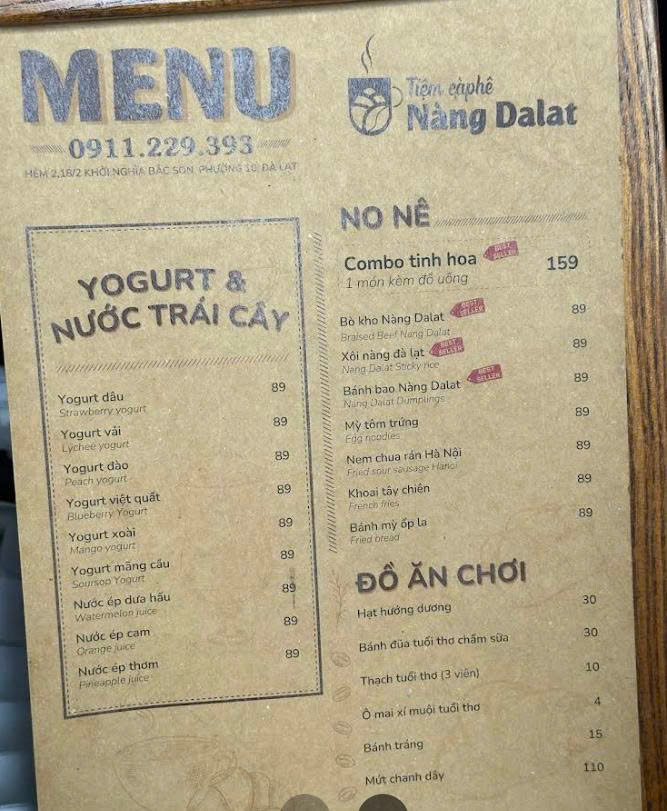 MENU
0911.229.393
HẺM 2,18/2 KHỞI NGHĨA BẮC SƠN, PHƯỜNG 10, ĐÀ LẠT
Tiệm càphê
Nàng Dalat
YOGURT &
NƯỚC TRÁI CÂY
Yogurt dâu 89
Strawberry yogurt
Yogurt vải 89
Lychee yogurt
Yogurt đào 89
Peach yogurt
Yogurt việt quất 89
Blueberry Yogurt
Yogurt xoài 89
Mango yogurt
Yogurt mãng cầu 89
Soursop Yogurt
Nước ép dưa hấu 89
Watermelon juice
Nước ép cam 89
Orange juice
Nước ép thơm 89
Pineapple juice
NO NÊ
Combo tinh hoa BEST SELLER 159
1 món kèm đồ uống
Bò kho Nàng Dalat BEST SELLER 89
Braised Beef Nang Dalat
Xôi nàng đà lạt BEST SELLER 89
Nang Dalat Sticky rice
Bánh bao Nàng Dalat BEST SELLER 89
Nang Dalat Dumplings
Mỳ tôm trứng 89
Egg noodles
Nem chua rán Hà Nội 89
Fried sour sausage Hanoi
Khoai tây chiên 89
French fries
Bánh mỳ ốp la 89
Fried bread
ĐỒ ĂN CHƠI
Hạt hướng dương 30
Bánh đũa tuổi thơ chấm sữa 30
Thạch tuổi thơ (3 viên) 10
Ô mai xí muội tuổi thơ 4
Bánh tráng 15
Mứt chanh dây 110